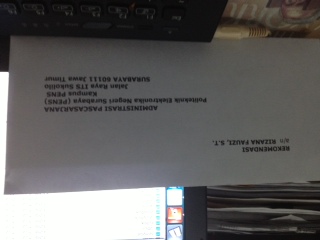 REKOMENDASI
a/n RIZANA FAUZI, S.T.
ADMINISTRASI PASCASARJANA
Politeknik Elektronika Negeri Surabaya (PENS)
Kampus PENS
Jalan Raya ITS Sukolilo
SURABAYA 60111 Jawa Timur